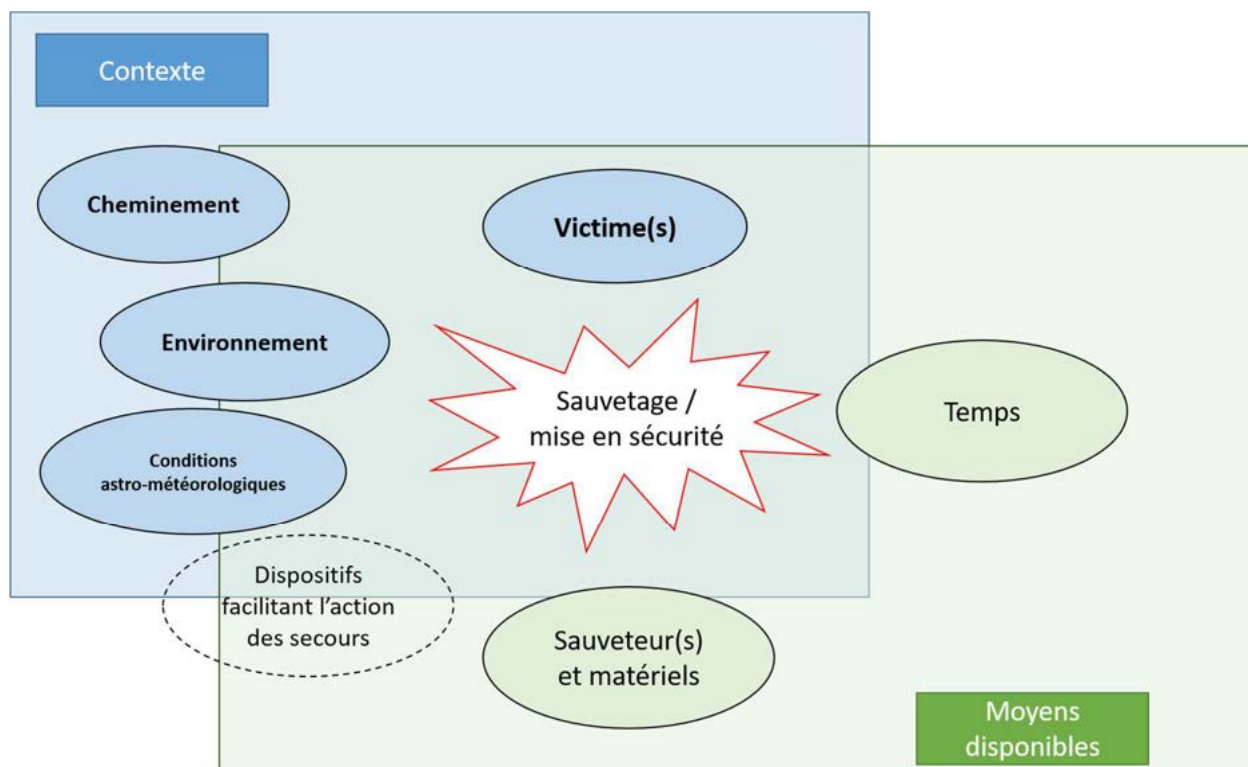 Contexte
Cheminement
Victime(s)
Environnement
Sauvetage /
mise en sécurité
Temps
Conditions
astro-météorologiques
Dispositifs
facilitant l’action
des secours
Sauveteur(s)
et matériels
Moyens
disponibles